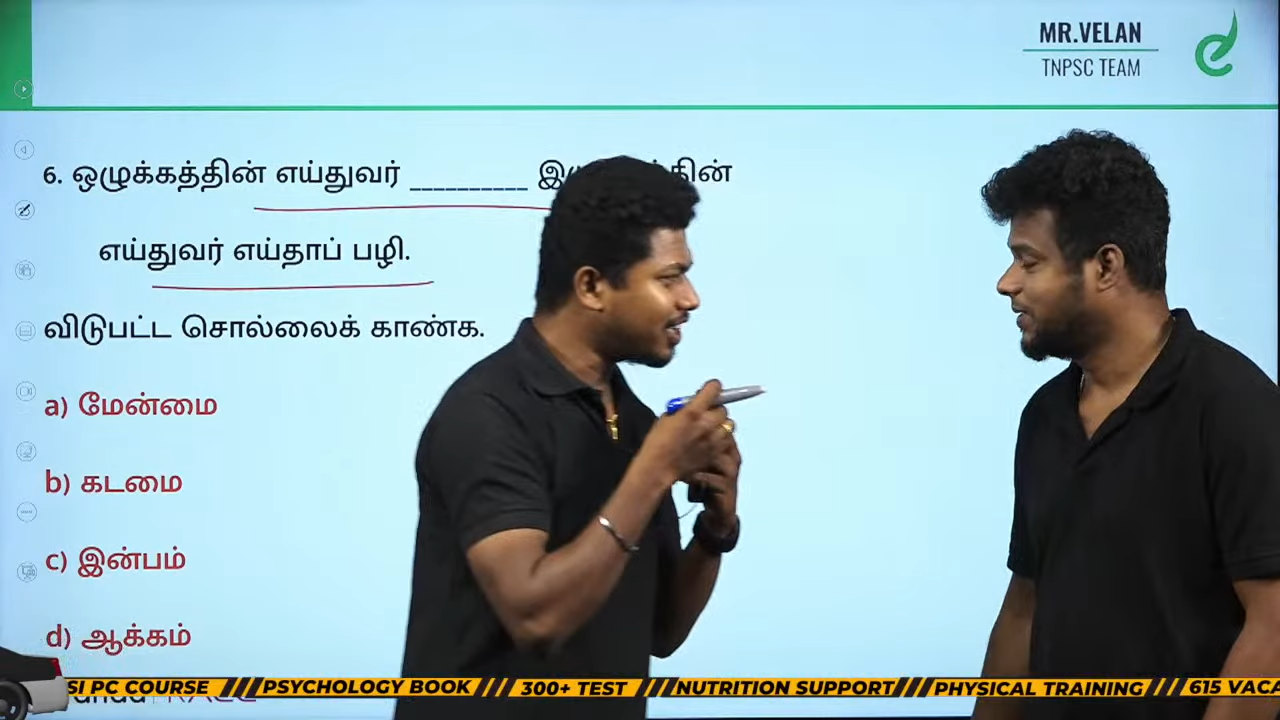 MR.VELAN
TNPSC TEAM
6. ஒழுக்கத்தின் எய்துவர் __________
எய்துவர் எய்தாப் பழி.
விடுபட்ட சொல்லைக் காண்க.
a) மேன்மை
b) கடமை
c) இன்பம்
d) ஆக்கம்
SI PC COURSE /// PSYCHOLOGY BOOK /// 300+ TEST /// NUTRITION SUPPORT /// PHYSICAL TRAINING /// 615